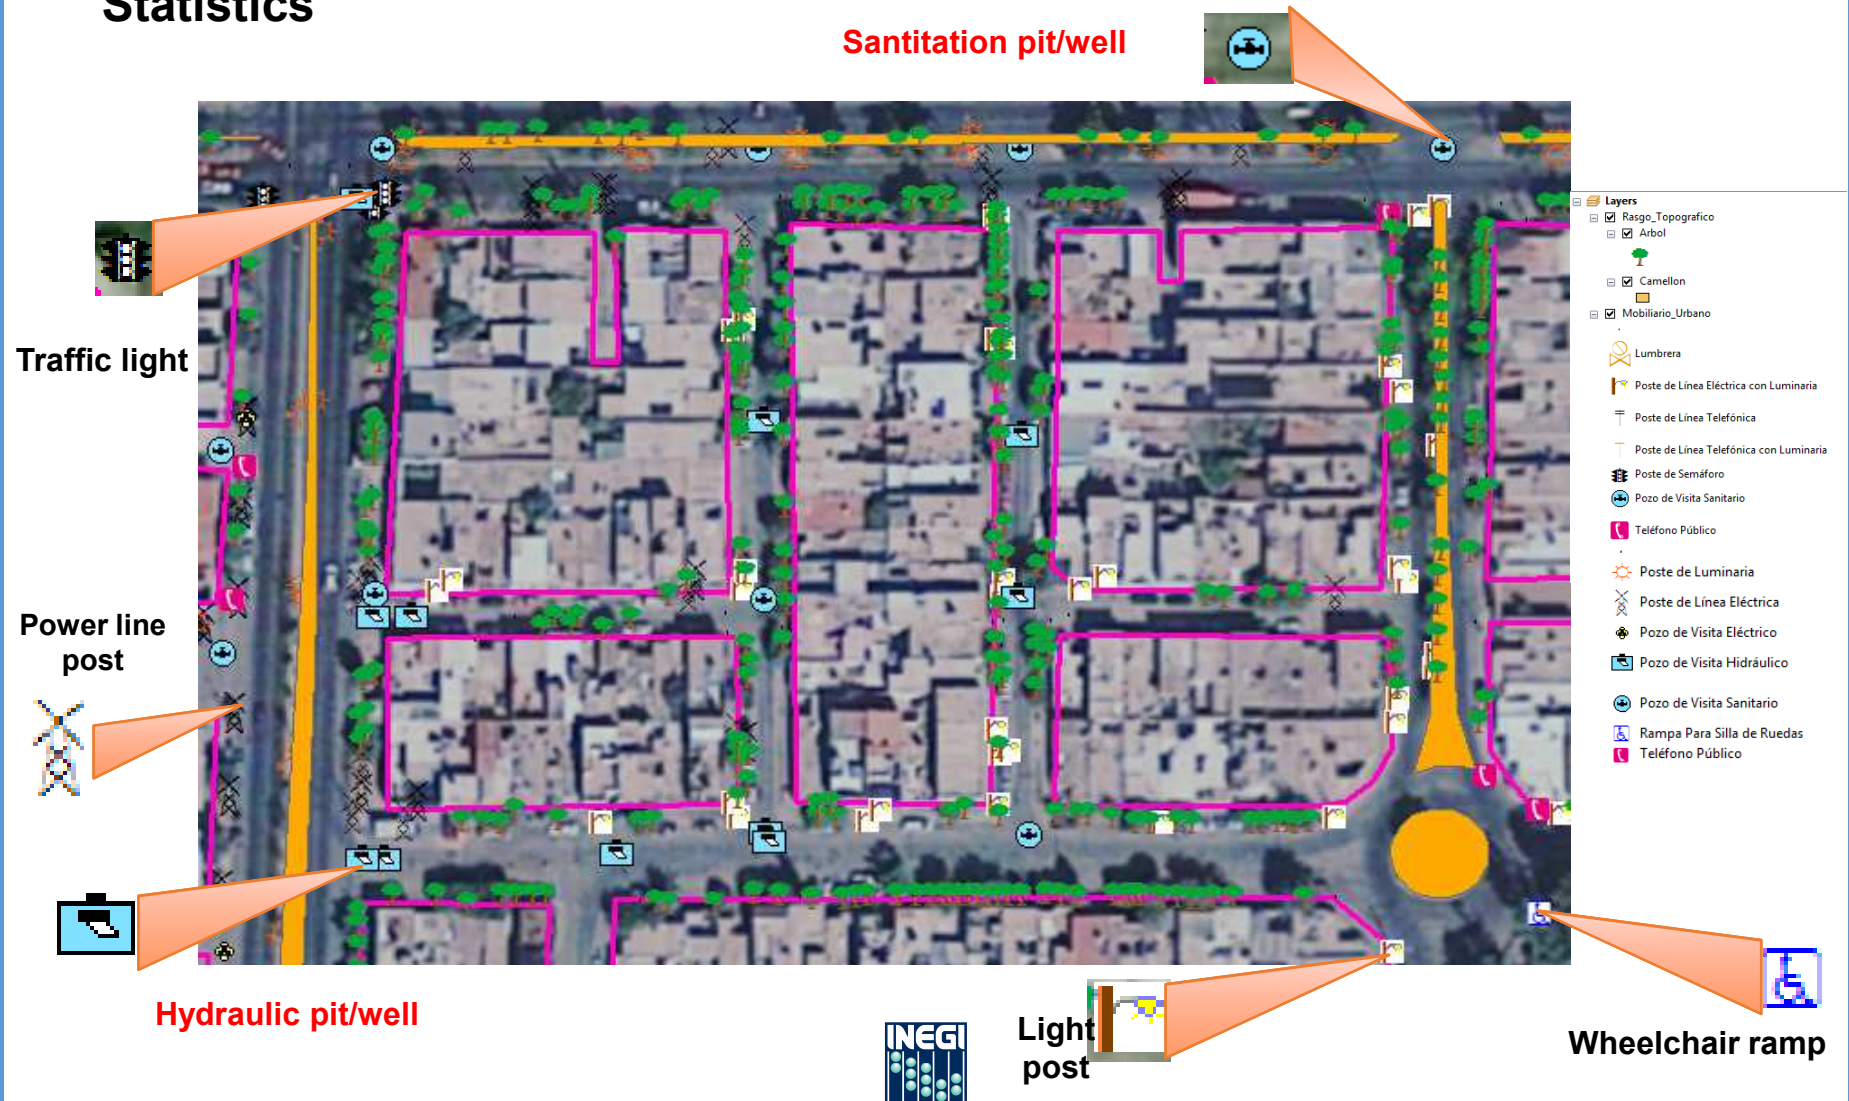 Statistics
Santitation pit/well
Traffic light
Power line
post
Hydraulic pit/well
INEGI
Light
post
Wheelchair ramp
Layers
Rasgo_Topografico
Arbol
Camellon
Mobiliario_Urbano
Lumbrera
Poste de Línea Eléctrica con Luminaria
Poste de Línea Telefónica
Poste de Línea Telefónica con Luminaria
Poste de Semáforo
Pozo de Visita Sanitario
Teléfono Público
Poste de Luminaria
Poste de Línea Eléctrica
Pozo de Visita Eléctrico
Pozo de Visita Hidráulico
Pozo de Visita Sanitario
Rampa Para Silla de Ruedas
Teléfono Público